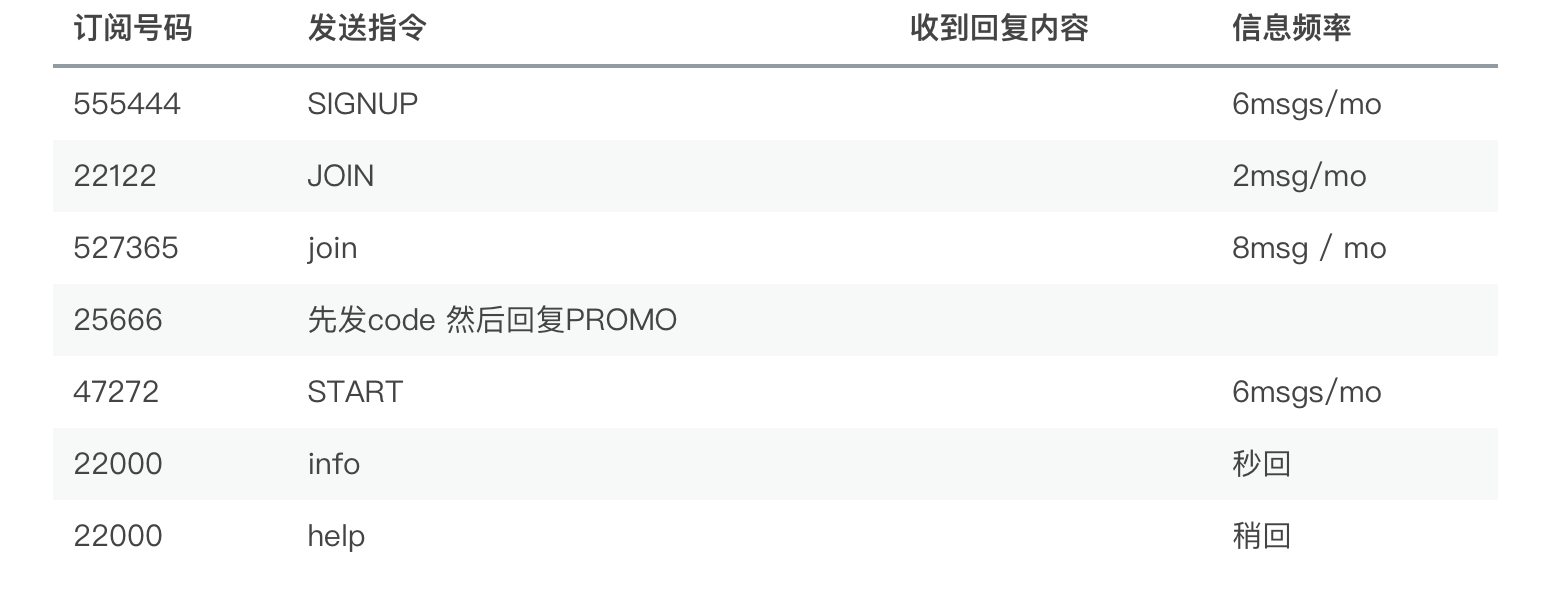 订阅号码 发送指令 收到回复内容 信息频率
555444 SIGNUP 6msgs/mo
22122 JOIN 2msg/mo
527365 join 8msg / mo
25666 先发code 然后回复PROMO
47272 START 6msgs/mo
22000 info 秒回
22000 help 稍回